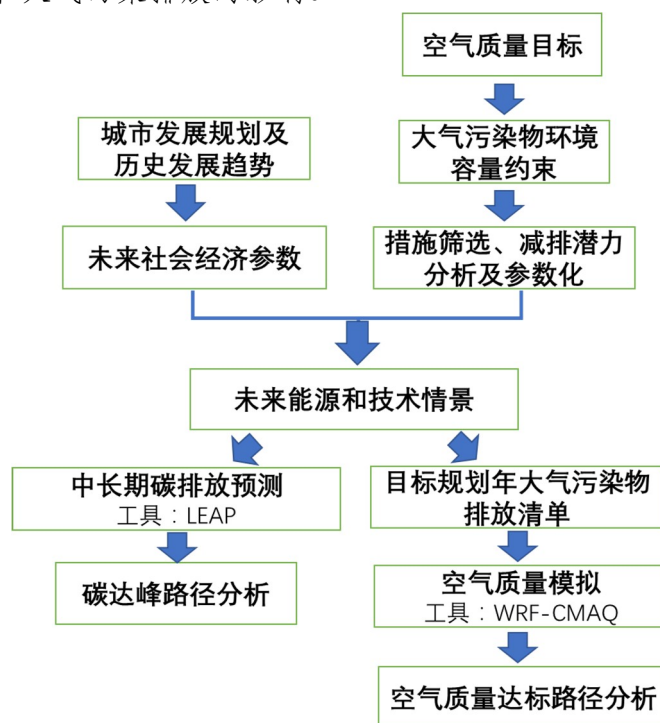 空气质量目标
城市发展规划及
历史发展趋势
大气污染物环境
容量约束
未来社会经济参数
措施筛选、减排潜力
分析及参数化
未来能源和技术情景
中长期碳排放预测
工具：LEAP
目标规划年大气污染物
排放清单
碳达峰路径分析
空气质量模拟
工具：WRF-CMAQ
空气质量达标路径分析